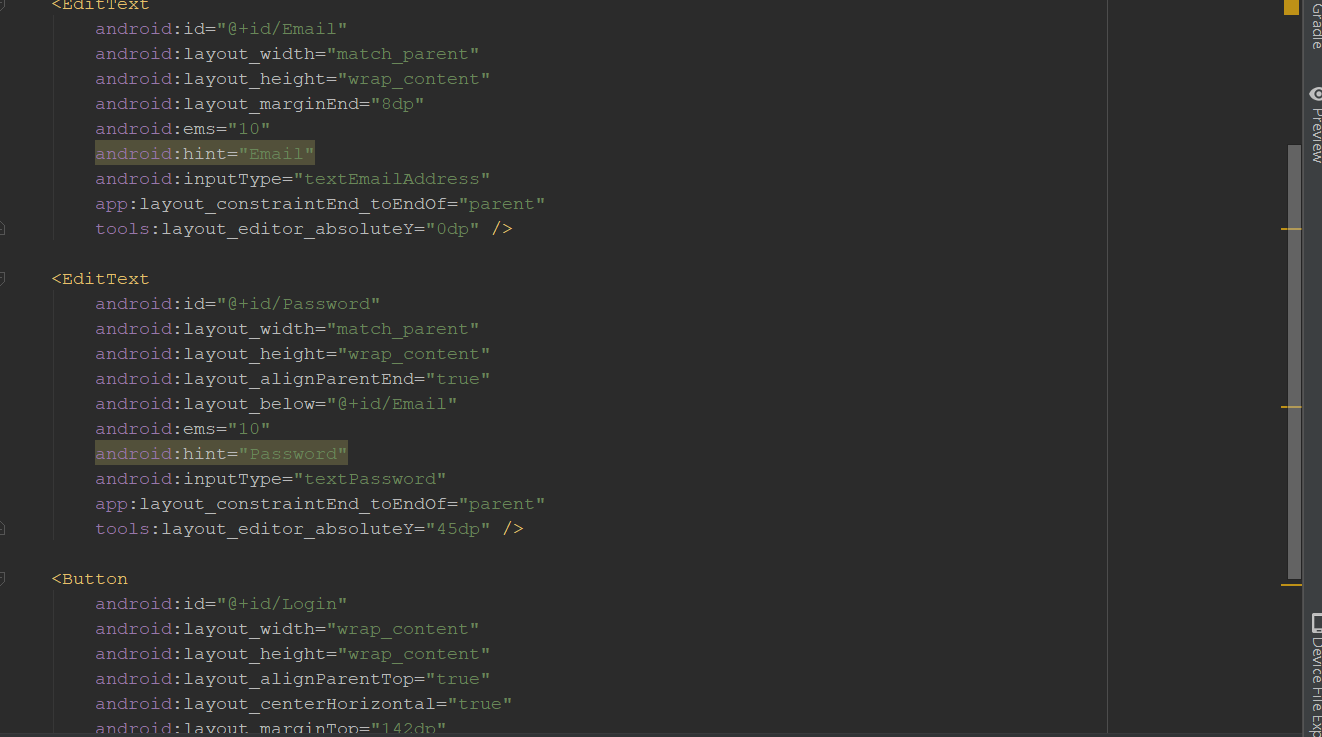 <EditText
android:id="@+id/Email"
android:layout_width="match_parent"
android:layout_height="wrap_content"
android:layout_marginEnd="8dp"
android:ems="10"
android:hint="Email"
android:inputType="textEmailAddress"
app:layout_constraintEnd_toEndOf="parent"
tools:layout_editor_absoluteY="0dp" />
<EditText
android:id="@+id/Password"
android:layout_width="match_parent"
android:layout_height="wrap_content"
android:layout_alignParentEnd="true"
android:layout_below="@+id/Email"
android:ems="10"
android:hint="Password"
android:inputType="textPassword"
app:layout_constraintEnd_toEndOf="parent"
tools:layout_editor_absoluteY="45dp" />
<Button
android:id="@+id/Login"
android:layout_width="wrap_content"
android:layout_height="wrap_content"
android:layout_alignParentTop="true"
android:layout_centerHorizontal="true"
android:layout_marginTop="142dp"
Gradle
Preview
Device File Exp